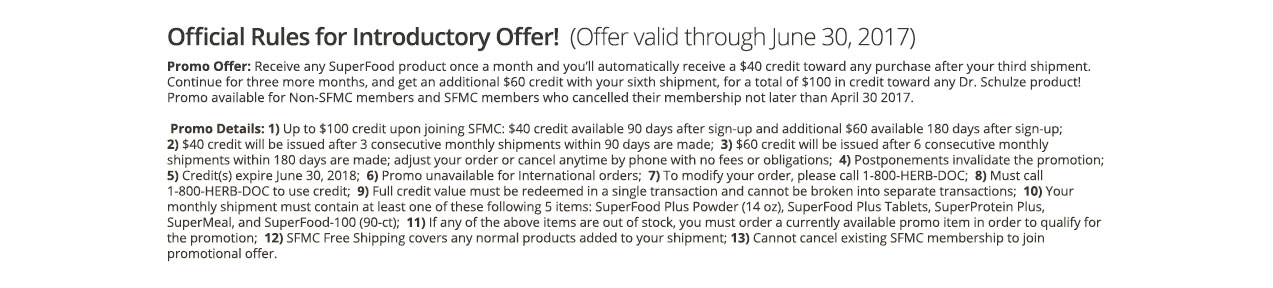 Official Rules for Introductory Offer! (Offer valid through June 30, 2017)
Promo Offer: Receive any SuperFood product once a month and you'll automatically receive a $40 credit toward any purchase after your third shipment.
Continue for three more months, and get an additional $60 credit with your sixth shipment, for a total of $100 in credit toward any Dr. Schulze product!
Promo available for Non-SFMC members and SFMC members who cancelled their membership not later than April 30 2017.
Promo Details: 1) Up to $100 credit upon joining SFMC: $40 credit available 90 days after sign-up and additional $60 available 180 days after sign-up;
2) $40 credit will be issued after 3 consecutive monthly shipments within 90 days are made; 3) $60 credit will be issued after 6 consecutive monthly
shipments within 180 days are made; adjust your order or cancel anytime by phone with no fees or obligations; 4) Postponements invalidate the promotion;
5) Credit(s) expire June 30, 2018; 6) Promo unavailable for International orders; 7) To modify your order, please call 1-800-HERB-DOC; 8) Must call
1-800-HERB-DOC to use credit; 9) Full credit value must be redeemed in a single transaction and cannot be broken into separate transactions; 10) Your
monthly shipment must contain at least one of these following 5 items: SuperFood Plus Powder (14 oz), SuperFood Plus Tablets, SuperProtein Plus,
SuperMeal, and SuperFood-100 (90-ct); 11) If any of the above items are out of stock, you must order a currently available promo item in order to qualify for
the promotion; 12) SFMC Free Shipping covers any normal products added to your shipment; 13) Cannot cancel existing SFMC membership to join
promotional offer.